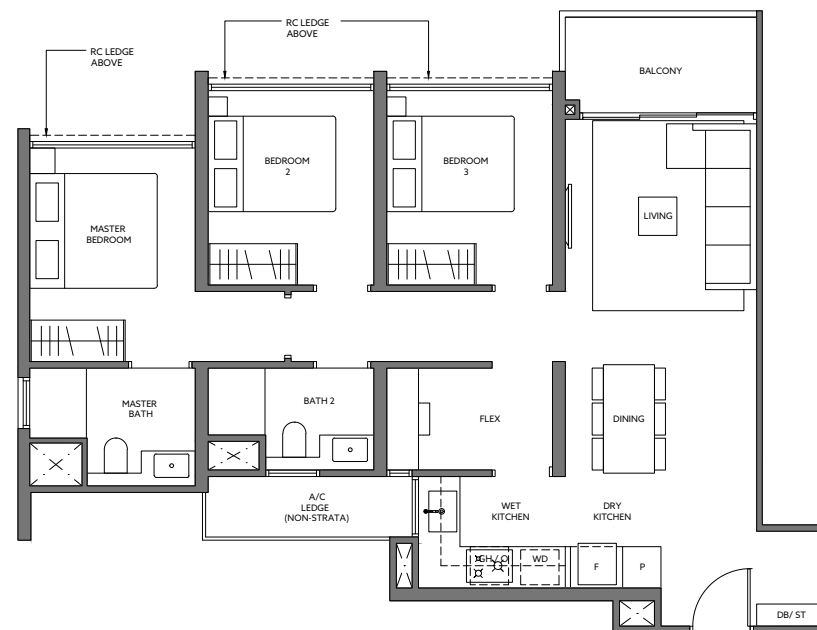 RC LEDGE
ABOVE
RC LEDGE
ABOVE
BALCONY
BEDROOM
2
BEDROOM
3
MASTER
BEDROOM
LIVING
MASTER
BATH
BATH 2
FLEX
DINING
A/C
LEDGE
(NON-STRATA)
WET
KITCHEN
DRY
KITCHEN
WD
F
P
DB/ ST